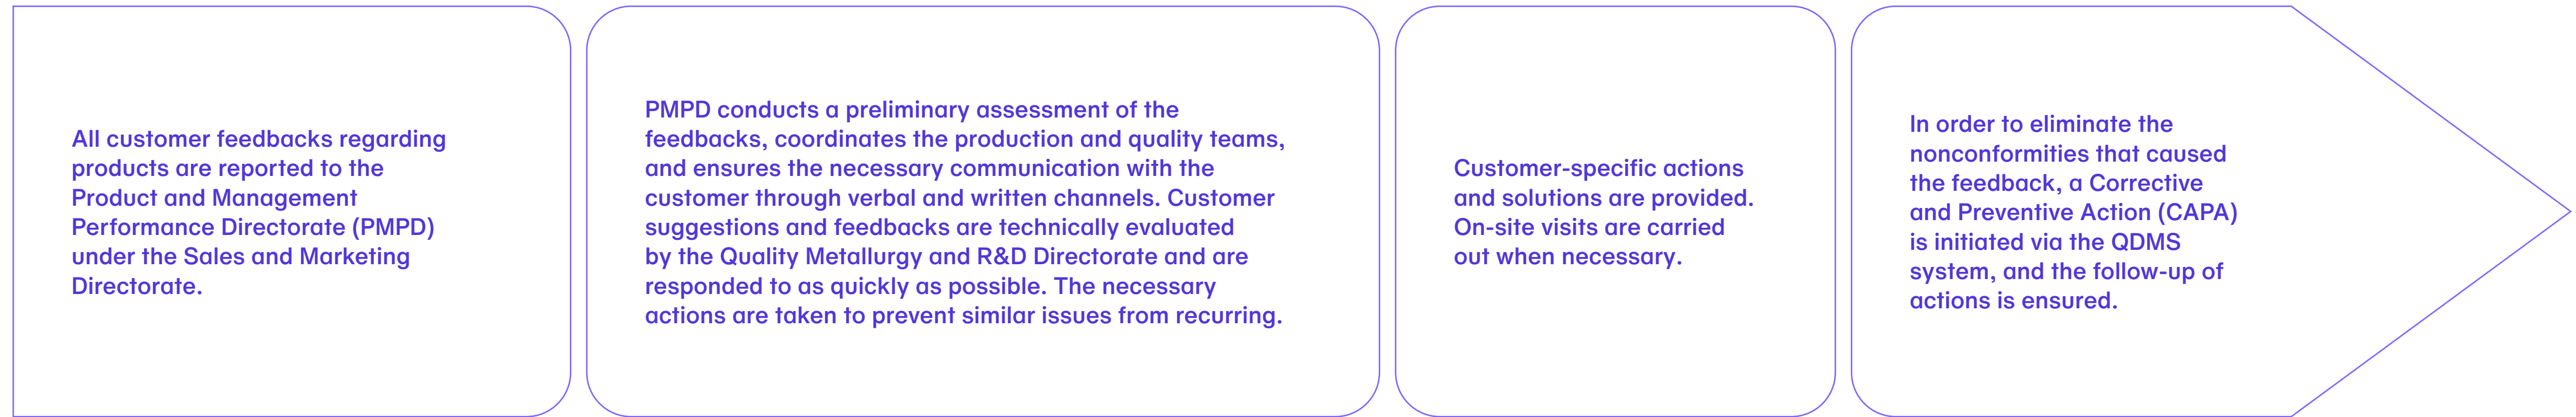 All customer feedbacks regarding
products are reported to the
Product and Management
Performance Directorate (PMPD)
under the Sales and Marketing
Directorate.
PMPD conducts a preliminary assessment of the
feedbacks, coordinates the production and quality teams,
and ensures the necessary communication with the
customer through verbal and written channels. Customer
suggestions and feedbacks are technically evaluated
by the Quality Metallurgy and R&D Directorate and are
responded to as quickly as possible. The necessary
actions are taken to prevent similar issues from recurring.
Customer-specific actions
and solutions are provided.
On-site visits are carried
out when necessary.
In order to eliminate the
nonconformities that caused
the feedback, a Corrective
and Preventive Action (CAPA)
is initiated via the QDMS
system, and the follow-up of
actions is ensured.